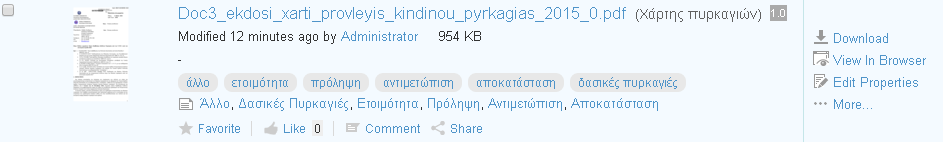 Doc3_ekdosi_xarti_provleyis_kindinou_pyrkagias_2015_0.pdf (Χάρτης πυρκαγιών) 1.0
Modified 12 minutes ago by Administrator 954 KB
-
άλλο ετοιμότητα πρόληψη αντιμετώπιση αποκατάσταση δασικές πυρκαγιές
Άλλο, Δασικές Πυρκαγιές, Ετοιμότητα, Πρόληψη, Αντιμετώπιση, Αποκατάσταση
Favorite Like 0 Comment Share
Download
View In Browser
Edit Properties
More...